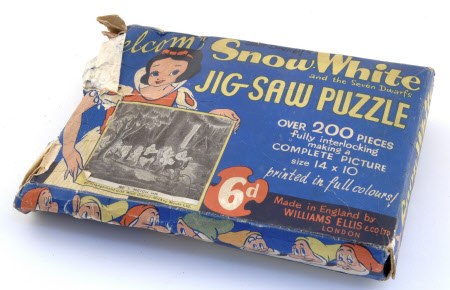 elcom
Snow White
and the Seven Dwarfs
JIG-SAW PUZZLE
OVER 200 PIECES
fully interlocking
making a
COMPLETE PICTURE
size 14 x 10
printed in full colours!
6d
Made in England by
WILLIAMS ELLIS & CO LTD
LONDON